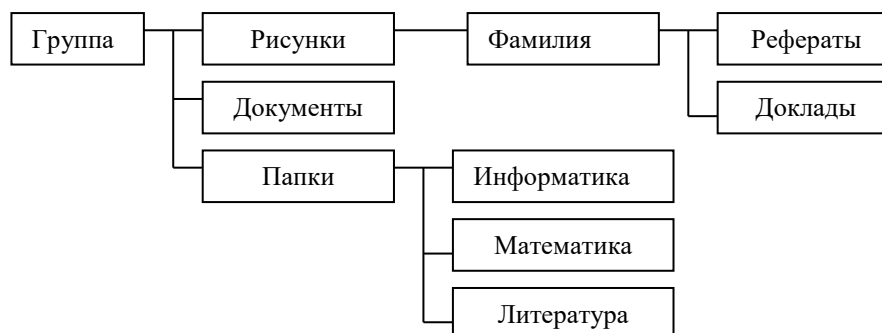 Группа Рисунки Фамилия Рефераты
Документы Доклады
Папки Информатика
Математика
Литература